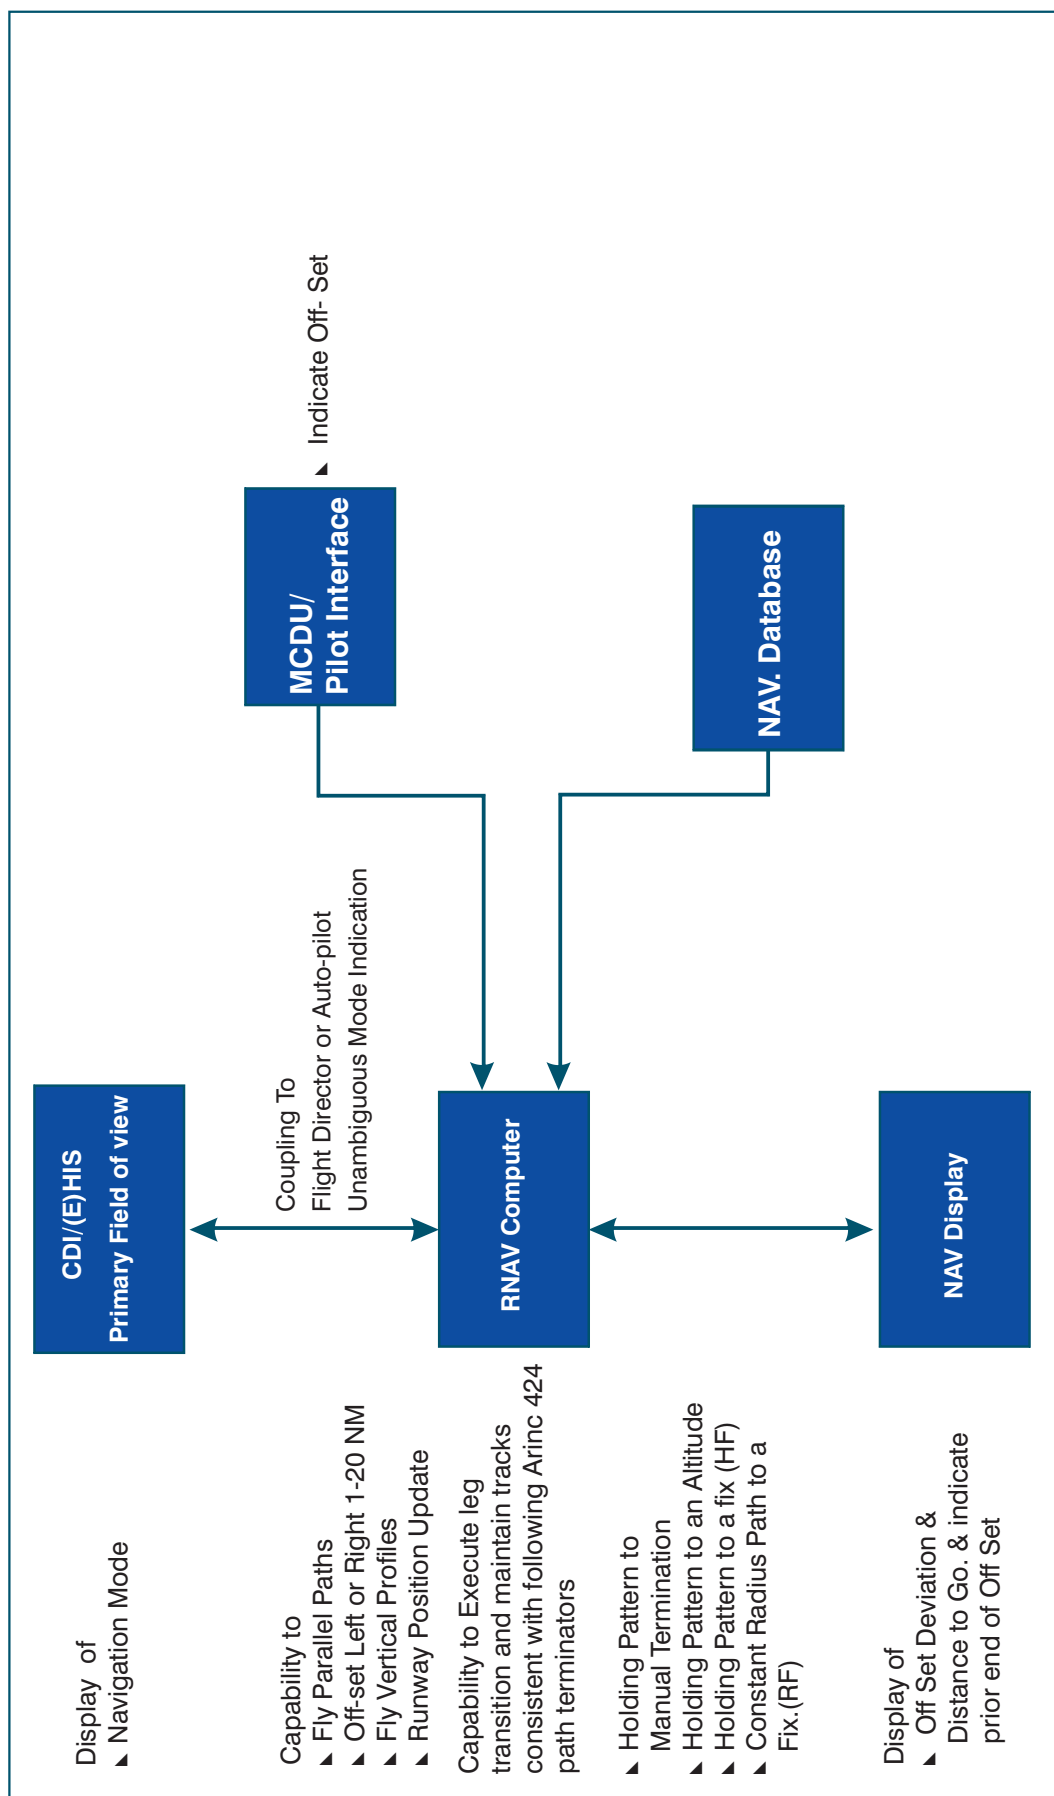 Display of
◢ Navigation Mode
CDI/(E)HIS
Primary Field of view
Capability to
◢ Fly Parallel Paths
◢ Off-set Left or Right 1-20 NM
◢ Fly Vertical Profiles
◢ Runway Position Update
Coupling To
Flight Director or Auto-pilot
Unambiguous Mode Indication
MCDU/
Pilot Interface
◢ Indicate Off- Set
Capability to Execute leg
transition and maintain tracks
consistent with following Arinc 424
path terminators
◢ Holding Pattern to
Manual Termination
◢ Holding Pattern to an Altitude
◢ Holding Pattern to a fix (HF)
◢ Constant Radius Path to a
Fix.(RF)
RNAV Computer
NAV. Database
Display of
◢ Off Set Deviation &
Distance to Go. & indicate
prior end of Off Set
NAV Display